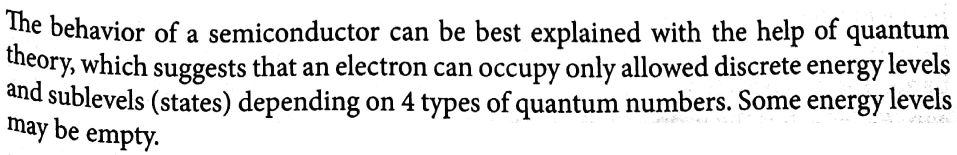 The behavior of a semiconductor can be best explained with the help of quantum
theory, which suggests that an electron can occupy only allowed discrete energy levels
and sublevels (states) depending on 4 types of quantum numbers. Some energy levels
may be empty.